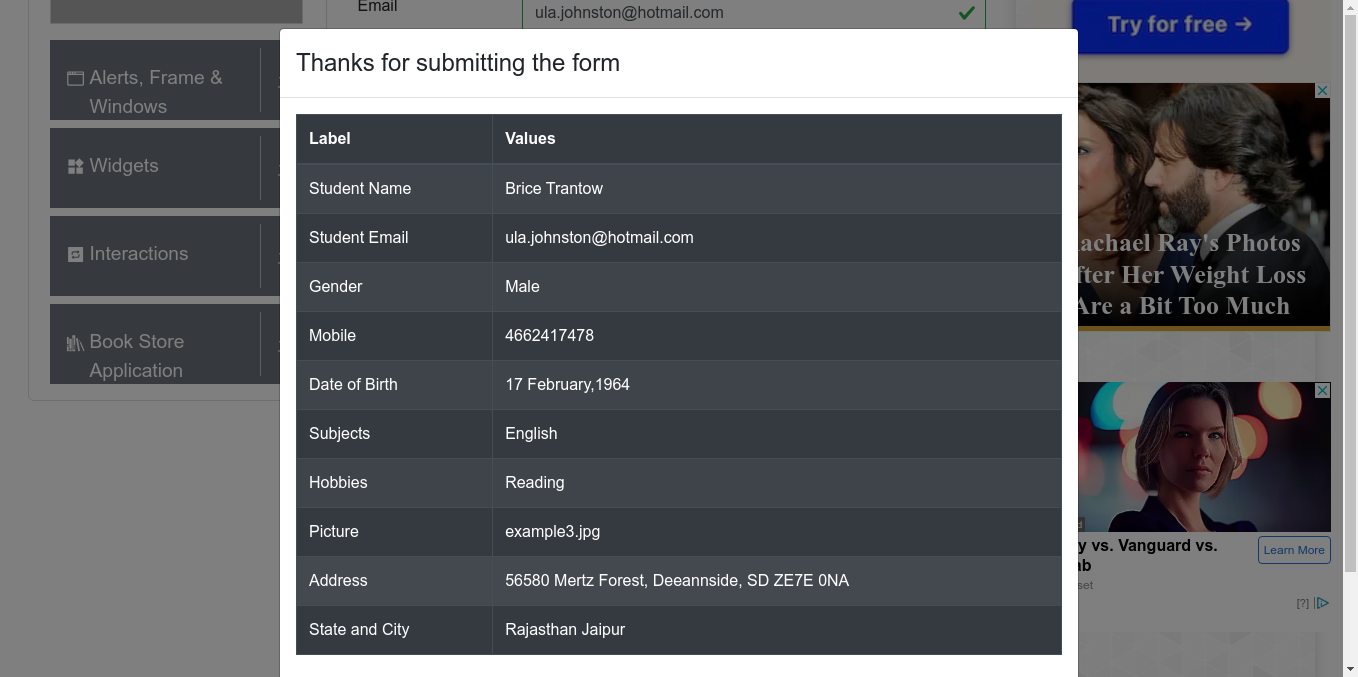 Email
ula.johnston@hotmail.com
Try for free →
Alerts, Frame &
Windows
Widgets
Interactions
Book Store
Application
Thanks for submitting the form
Label Values
Student Name Brice Trantow
Student Email ula.johnston@hotmail.com
Gender Male
Mobile 4662417478
Date of Birth 17 February,1964
Subjects English
Hobbies Reading
Picture example3.jpg
Address 56580 Mertz Forest, Deeannside, SD ZE7E 0NA
State and City Rajasthan Jaipur
achael Ray's Photos
fter Her Weight Loss
Are a Bit Too Much
y vs. Vanguard vs.
ab
set
Learn More
[?]